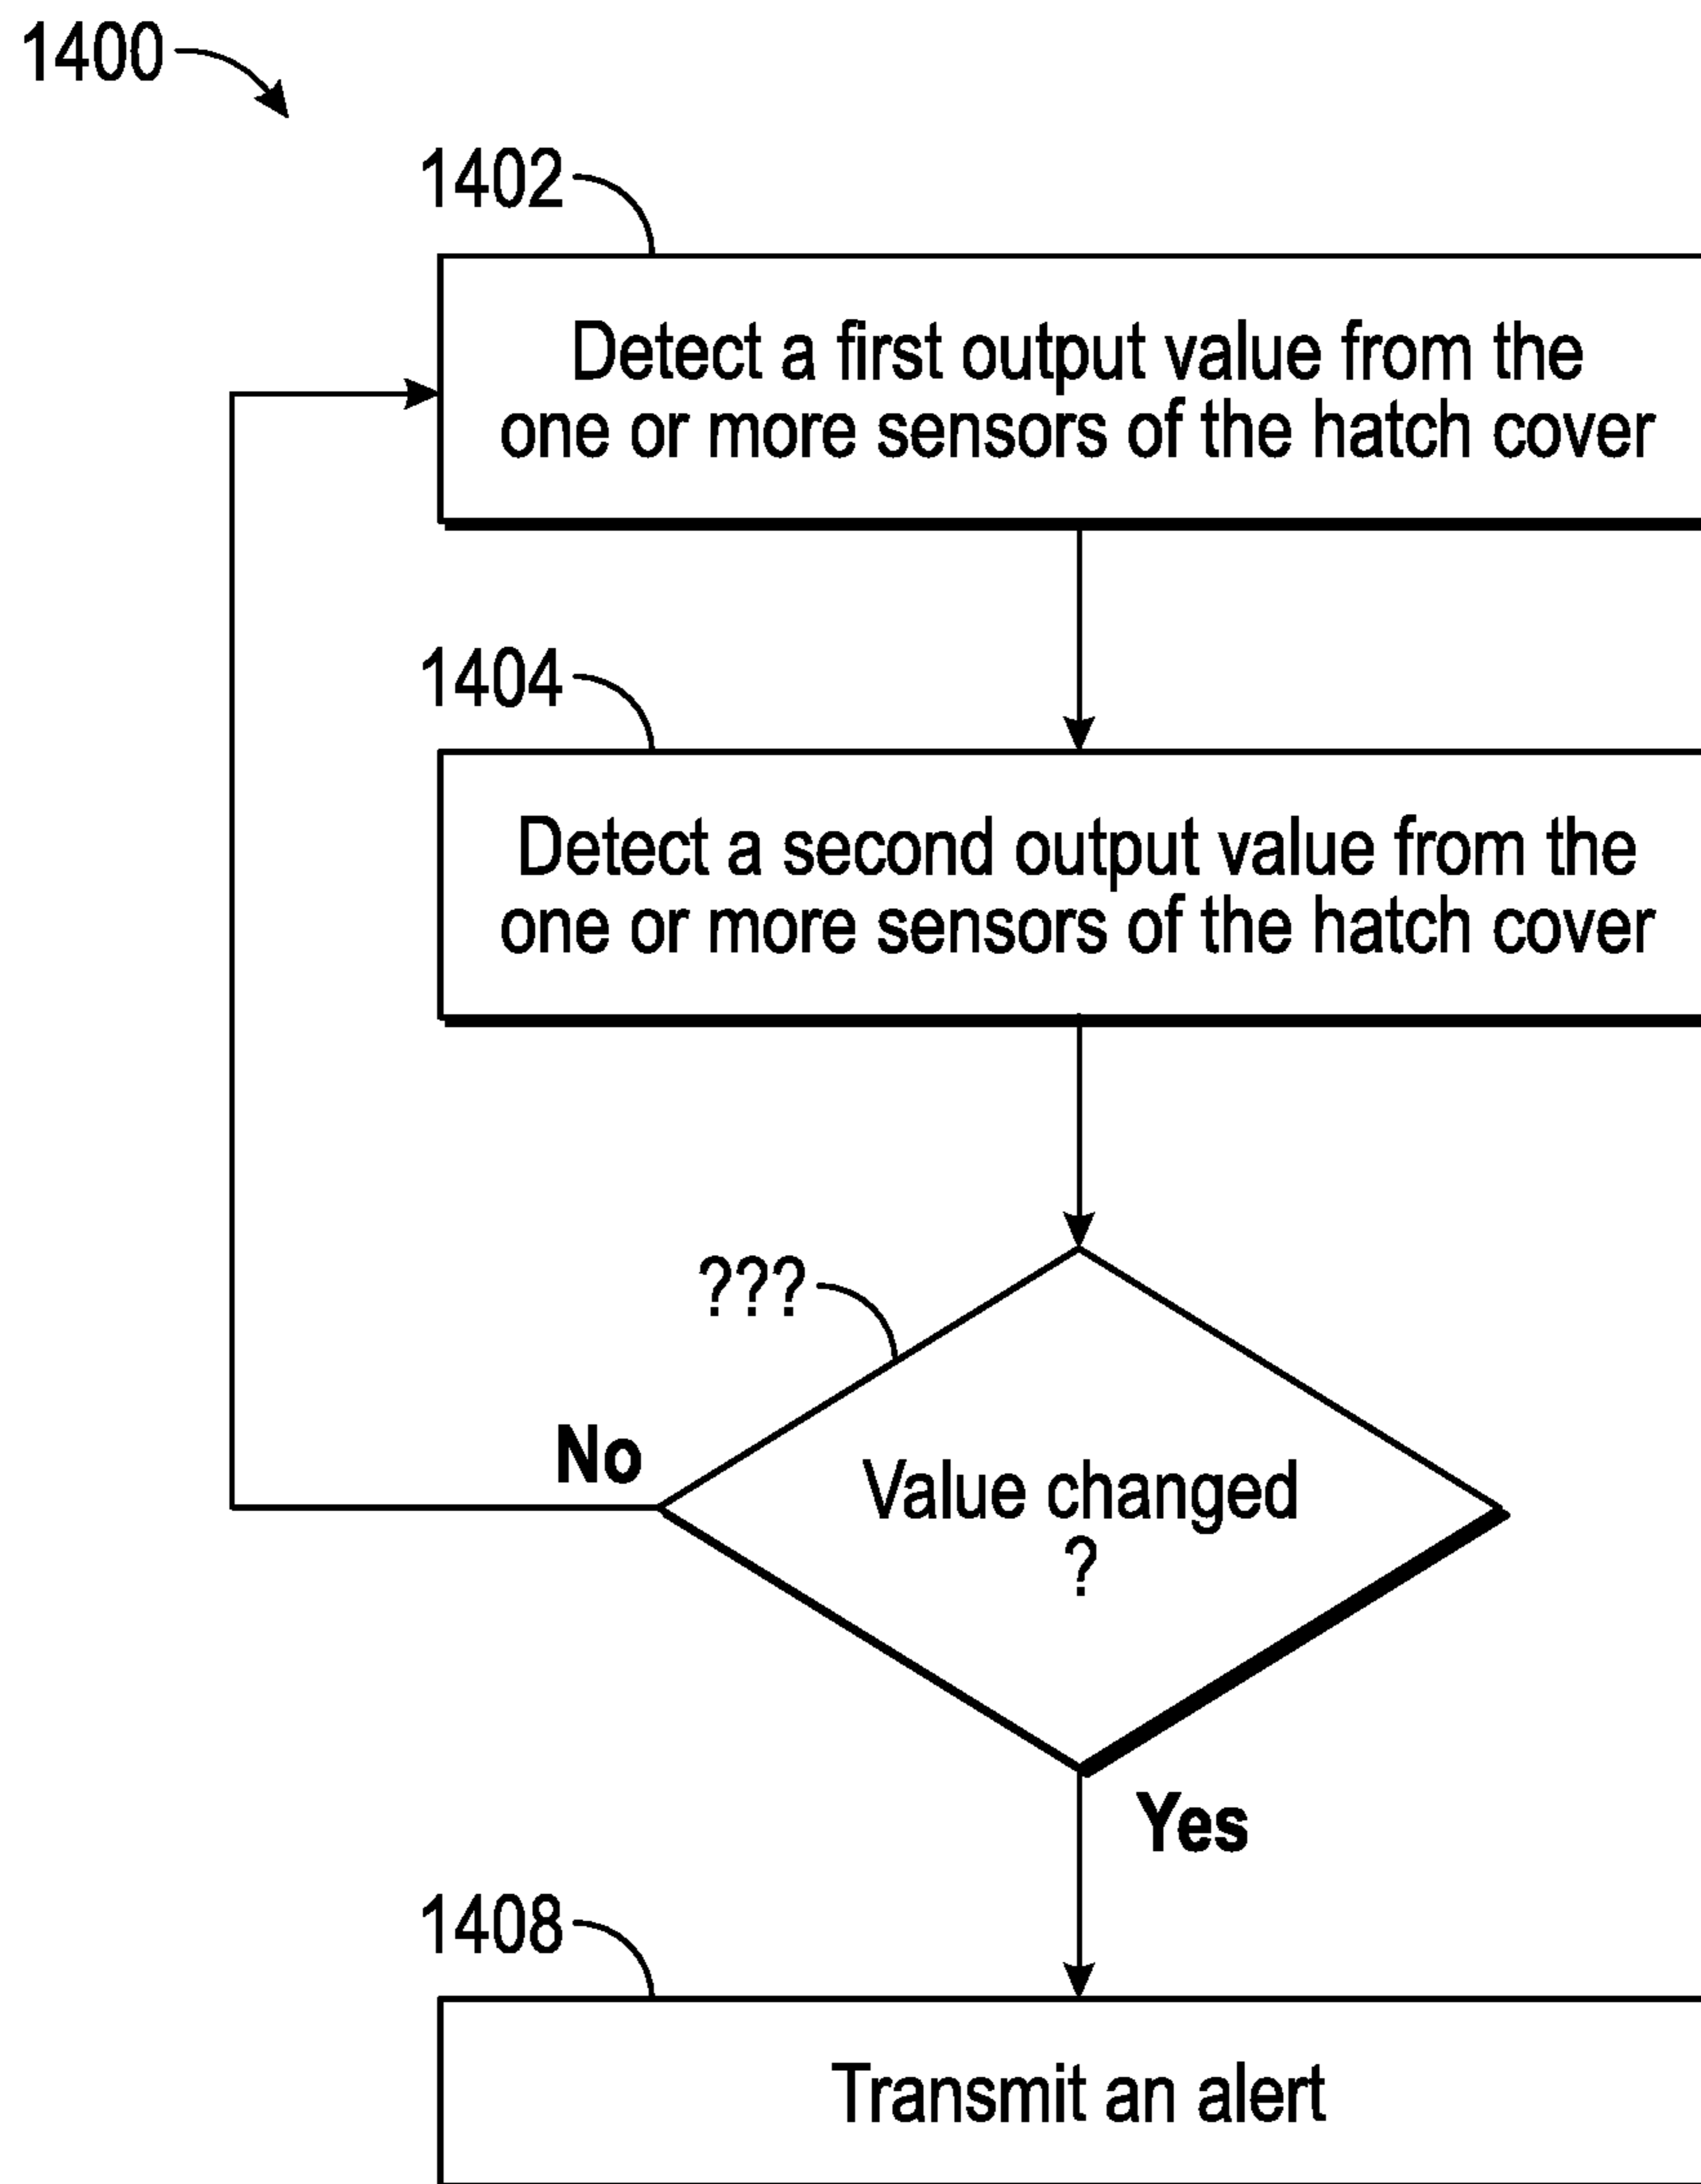 1400
1402
Detect a first output value from the
one or more sensors of the hatch cover
1404
Detect a second output value from the
one or more sensors of the hatch cover
???
No
Value changed
?
Yes
1408
Transmit an alert